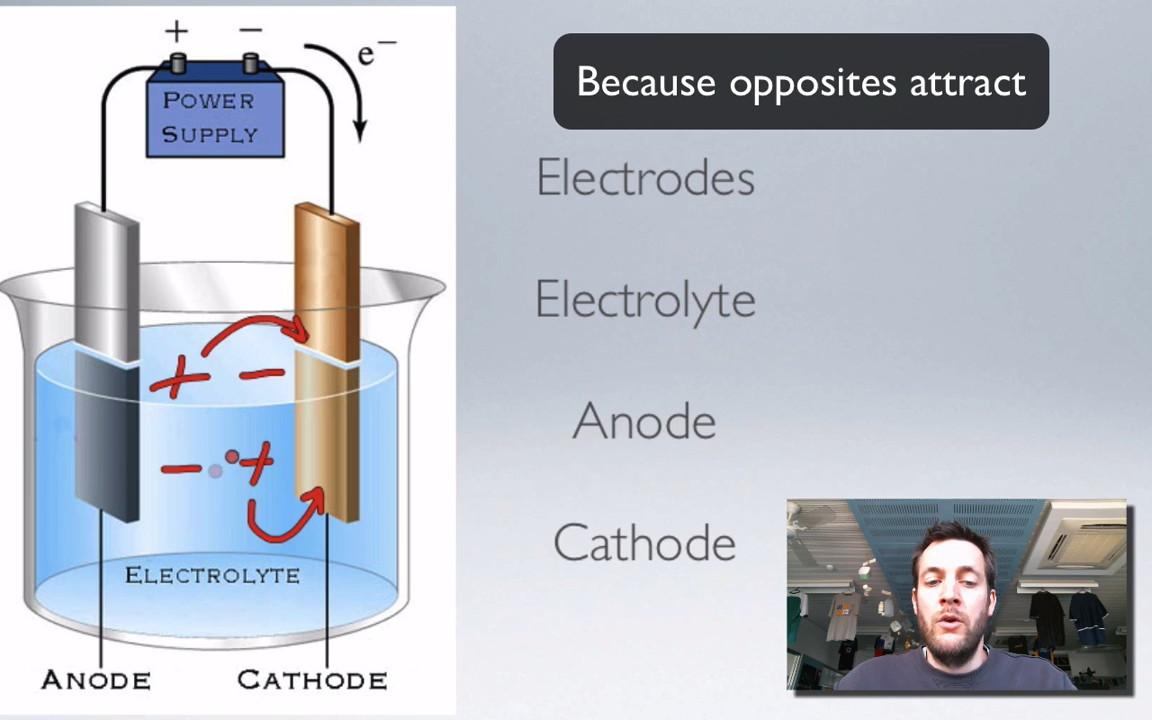 + −
e−
POWER
SUPPLY
+ −
− +
ELECTROLYTE
ANODE CATHODE
Because opposites attract
Electrodes
Electrolyte
Anode
Cathode